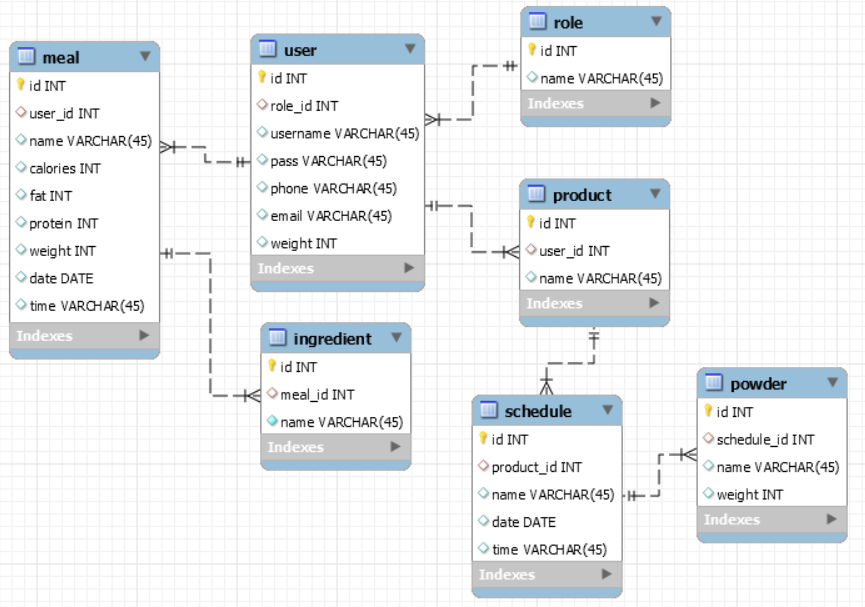 meal
id INT
user_id INT
name VARCHAR(45)
calories INT
fat INT
protein INT
weight INT
date DATE
time VARCHAR(45)
Indexes
user
id INT
role_id INT
username VARCHAR(45)
pass VARCHAR(45)
phone VARCHAR(45)
email VARCHAR(45)
weight INT
Indexes
role
id INT
name VARCHAR(45)
Indexes
product
id INT
user_id INT
name VARCHAR(45)
Indexes
ingredient
id INT
meal_id INT
name VARCHAR(45)
Indexes
schedule
id INT
product_id INT
name VARCHAR(45)
date DATE
time VARCHAR(45)
Indexes
powder
id INT
schedule_id INT
name VARCHAR(45)
weight INT
Indexes